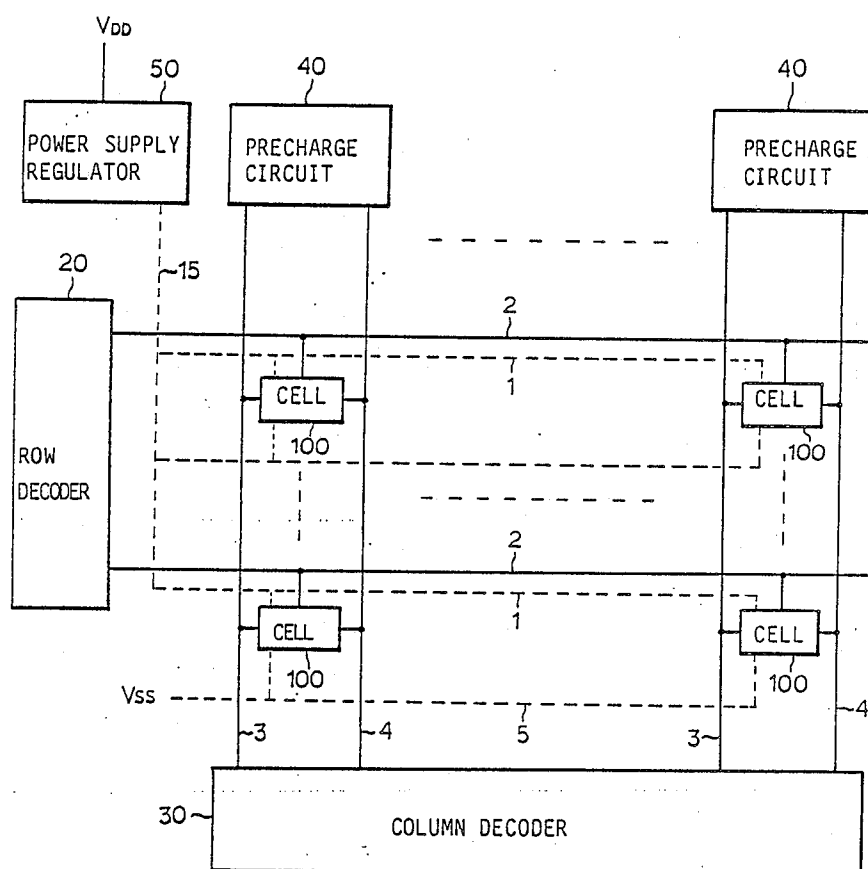 VDD
50
40
40
POWER SUPPLY
REGULATOR
PRECHARGE
CIRCUIT
PRECHARGE
CIRCUIT
15
20
2
1
CELL
CELL
100
100
ROW
DECODER
2
1
CELL
CELL
100
100
VSS
3
4
5
3
4
30
COLUMN DECODER